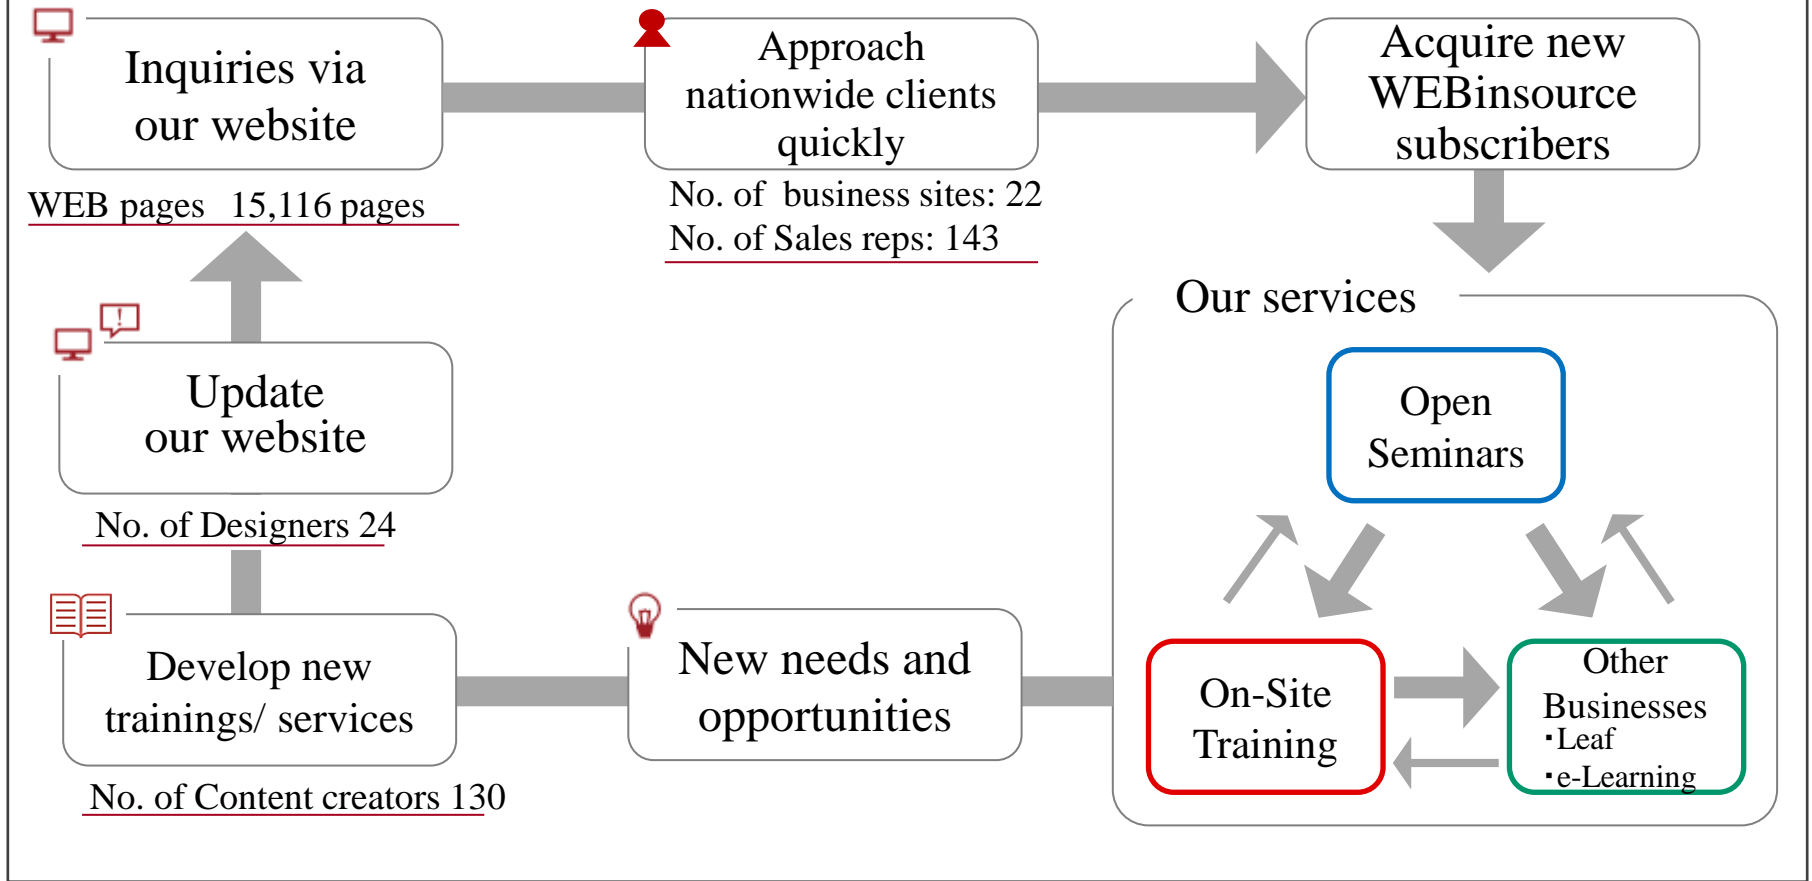 Inquiries via
our website
WEB pages 15,116 pages
Approach
nationwide clients
quickly
No. of business sites: 22
No. of Sales reps: 143
Acquire new
WEBinsource
subscribers
Our services
Open
Seminars
On-Site
Training
Other
Businesses
・Leaf
・e-Learning
New needs and
opportunities
Develop new
trainings/ services
No. of Content creators 130
!
Update
our website
No. of Designers 24